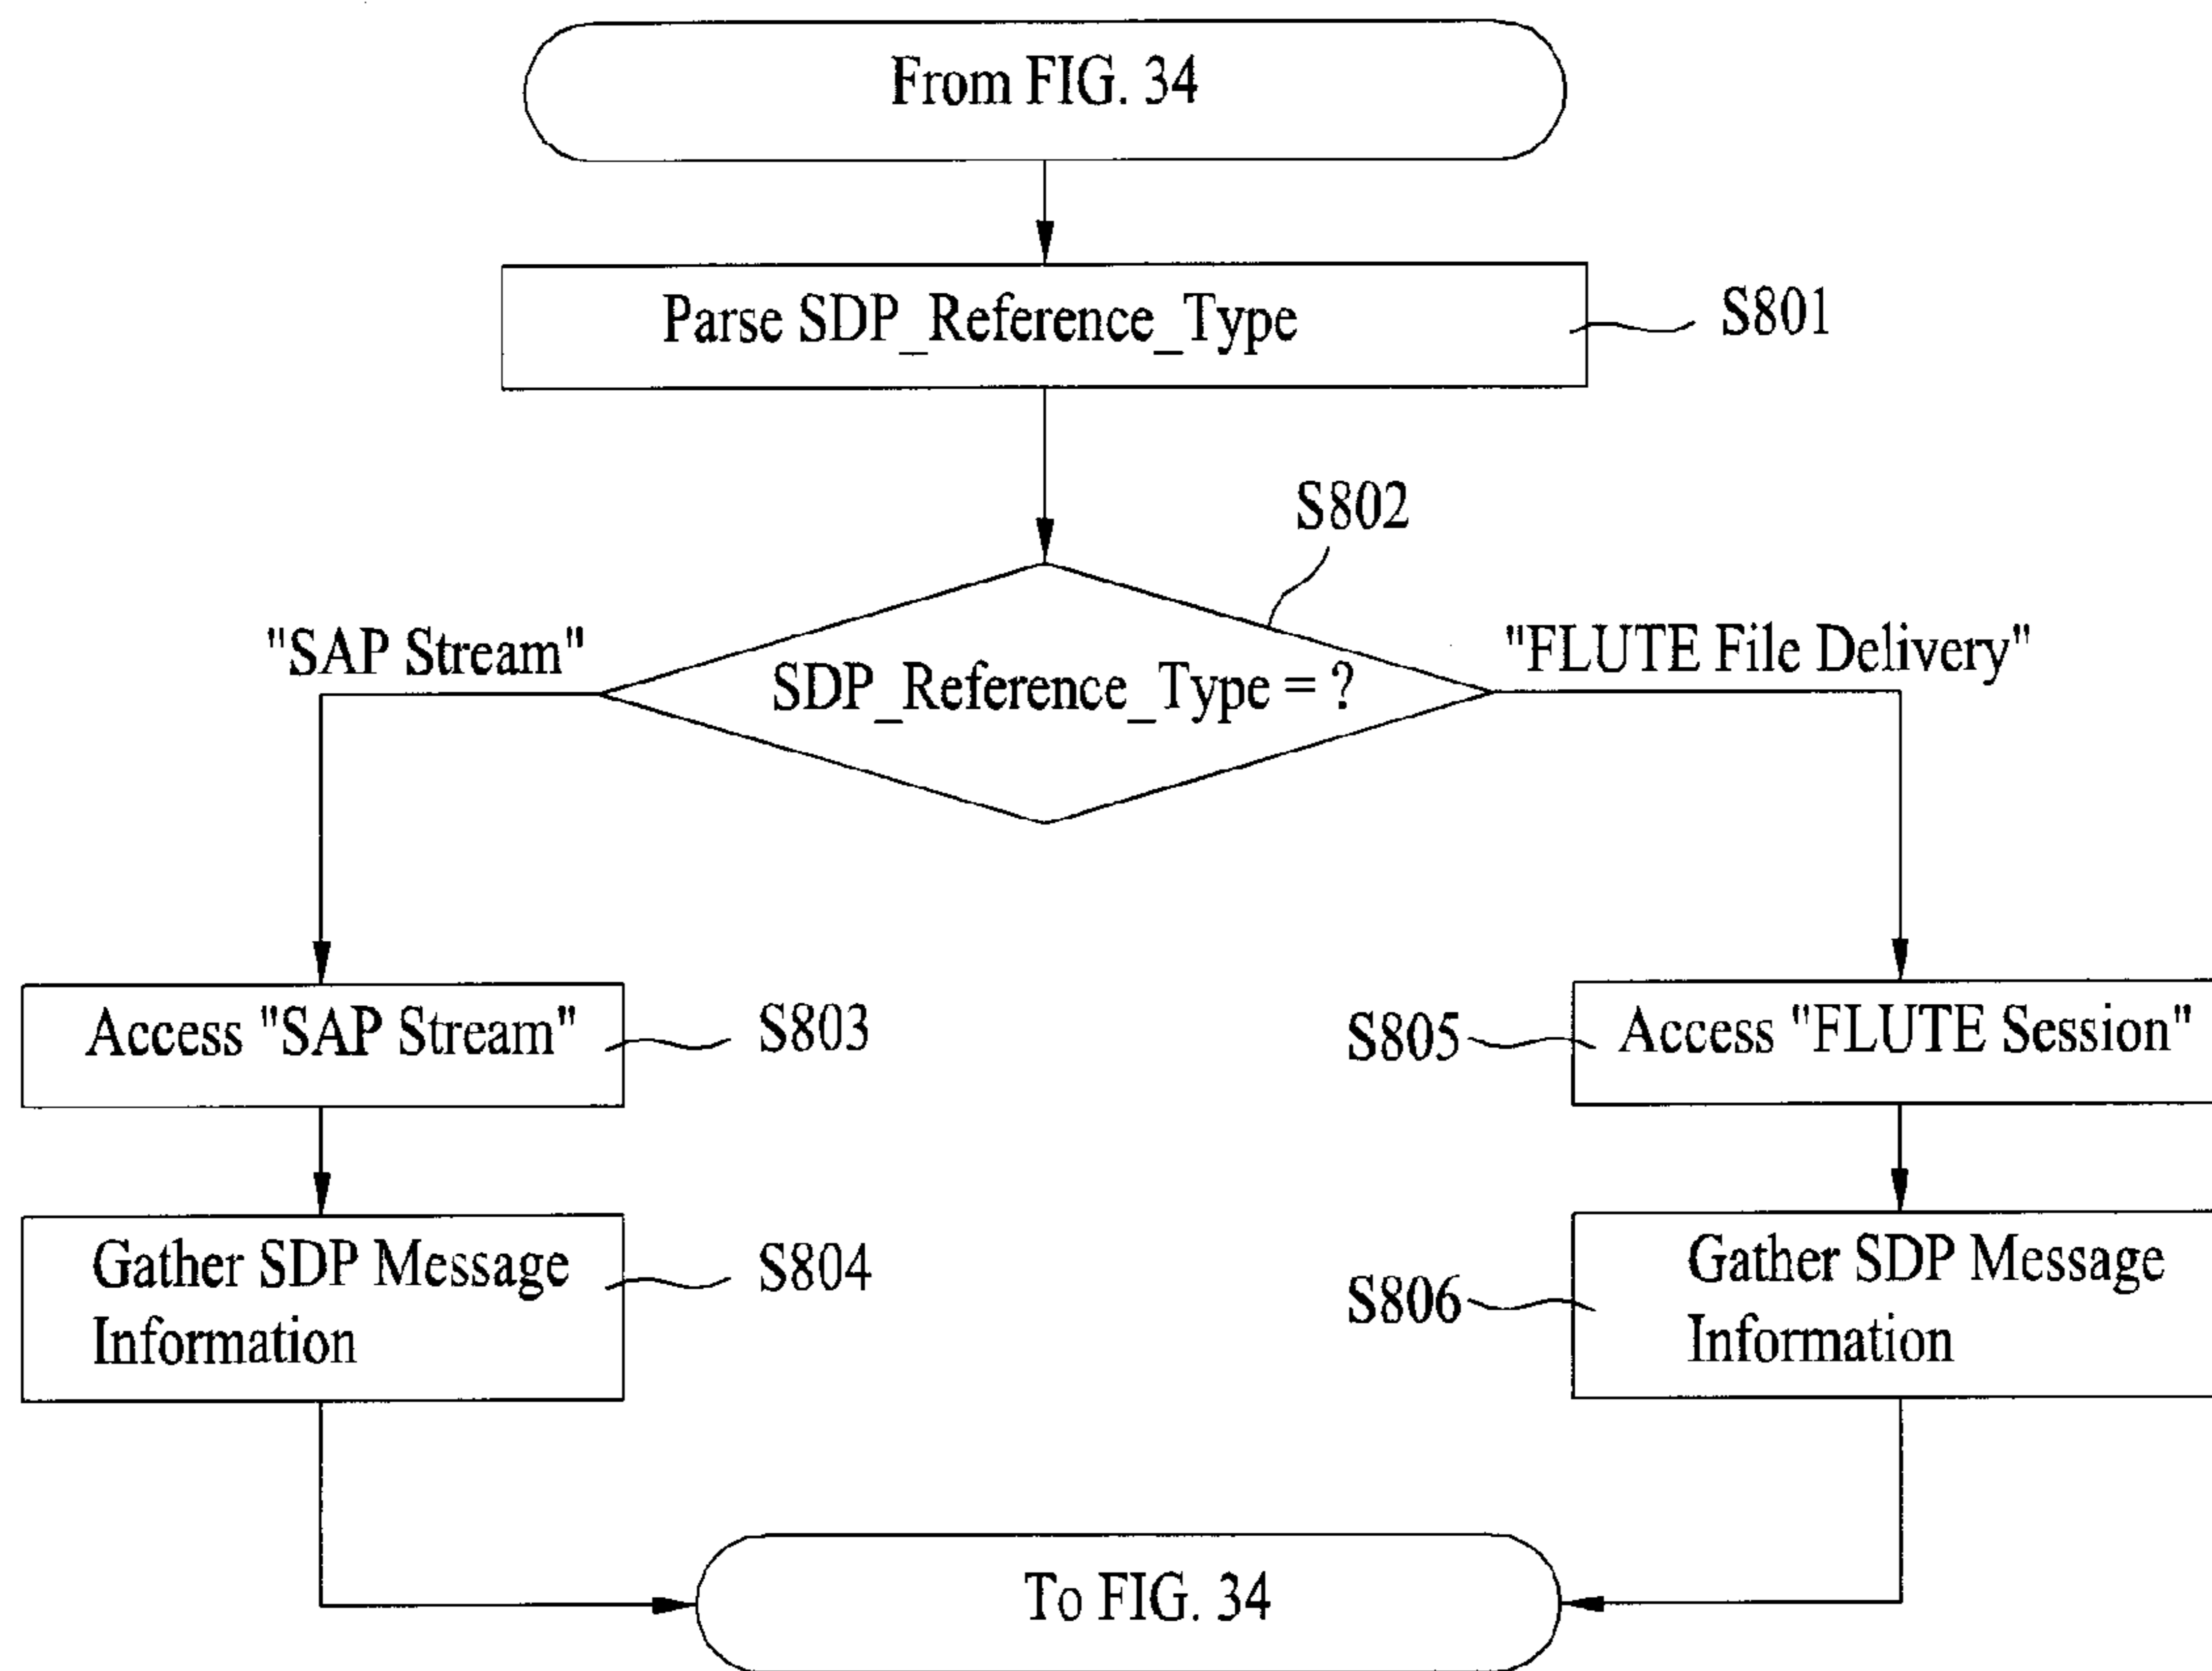 From FIG. 34
Parse SDP_Reference_Type
S801
S802
"SAP Stream"
SDP_Reference_Type = ?
"FLUTE File Delivery"
Access "SAP Stream"
S803
S805
Access "FLUTE Session"
Gather SDP Message
Information
S804
S806
Gather SDP Message
Information
To FIG. 34